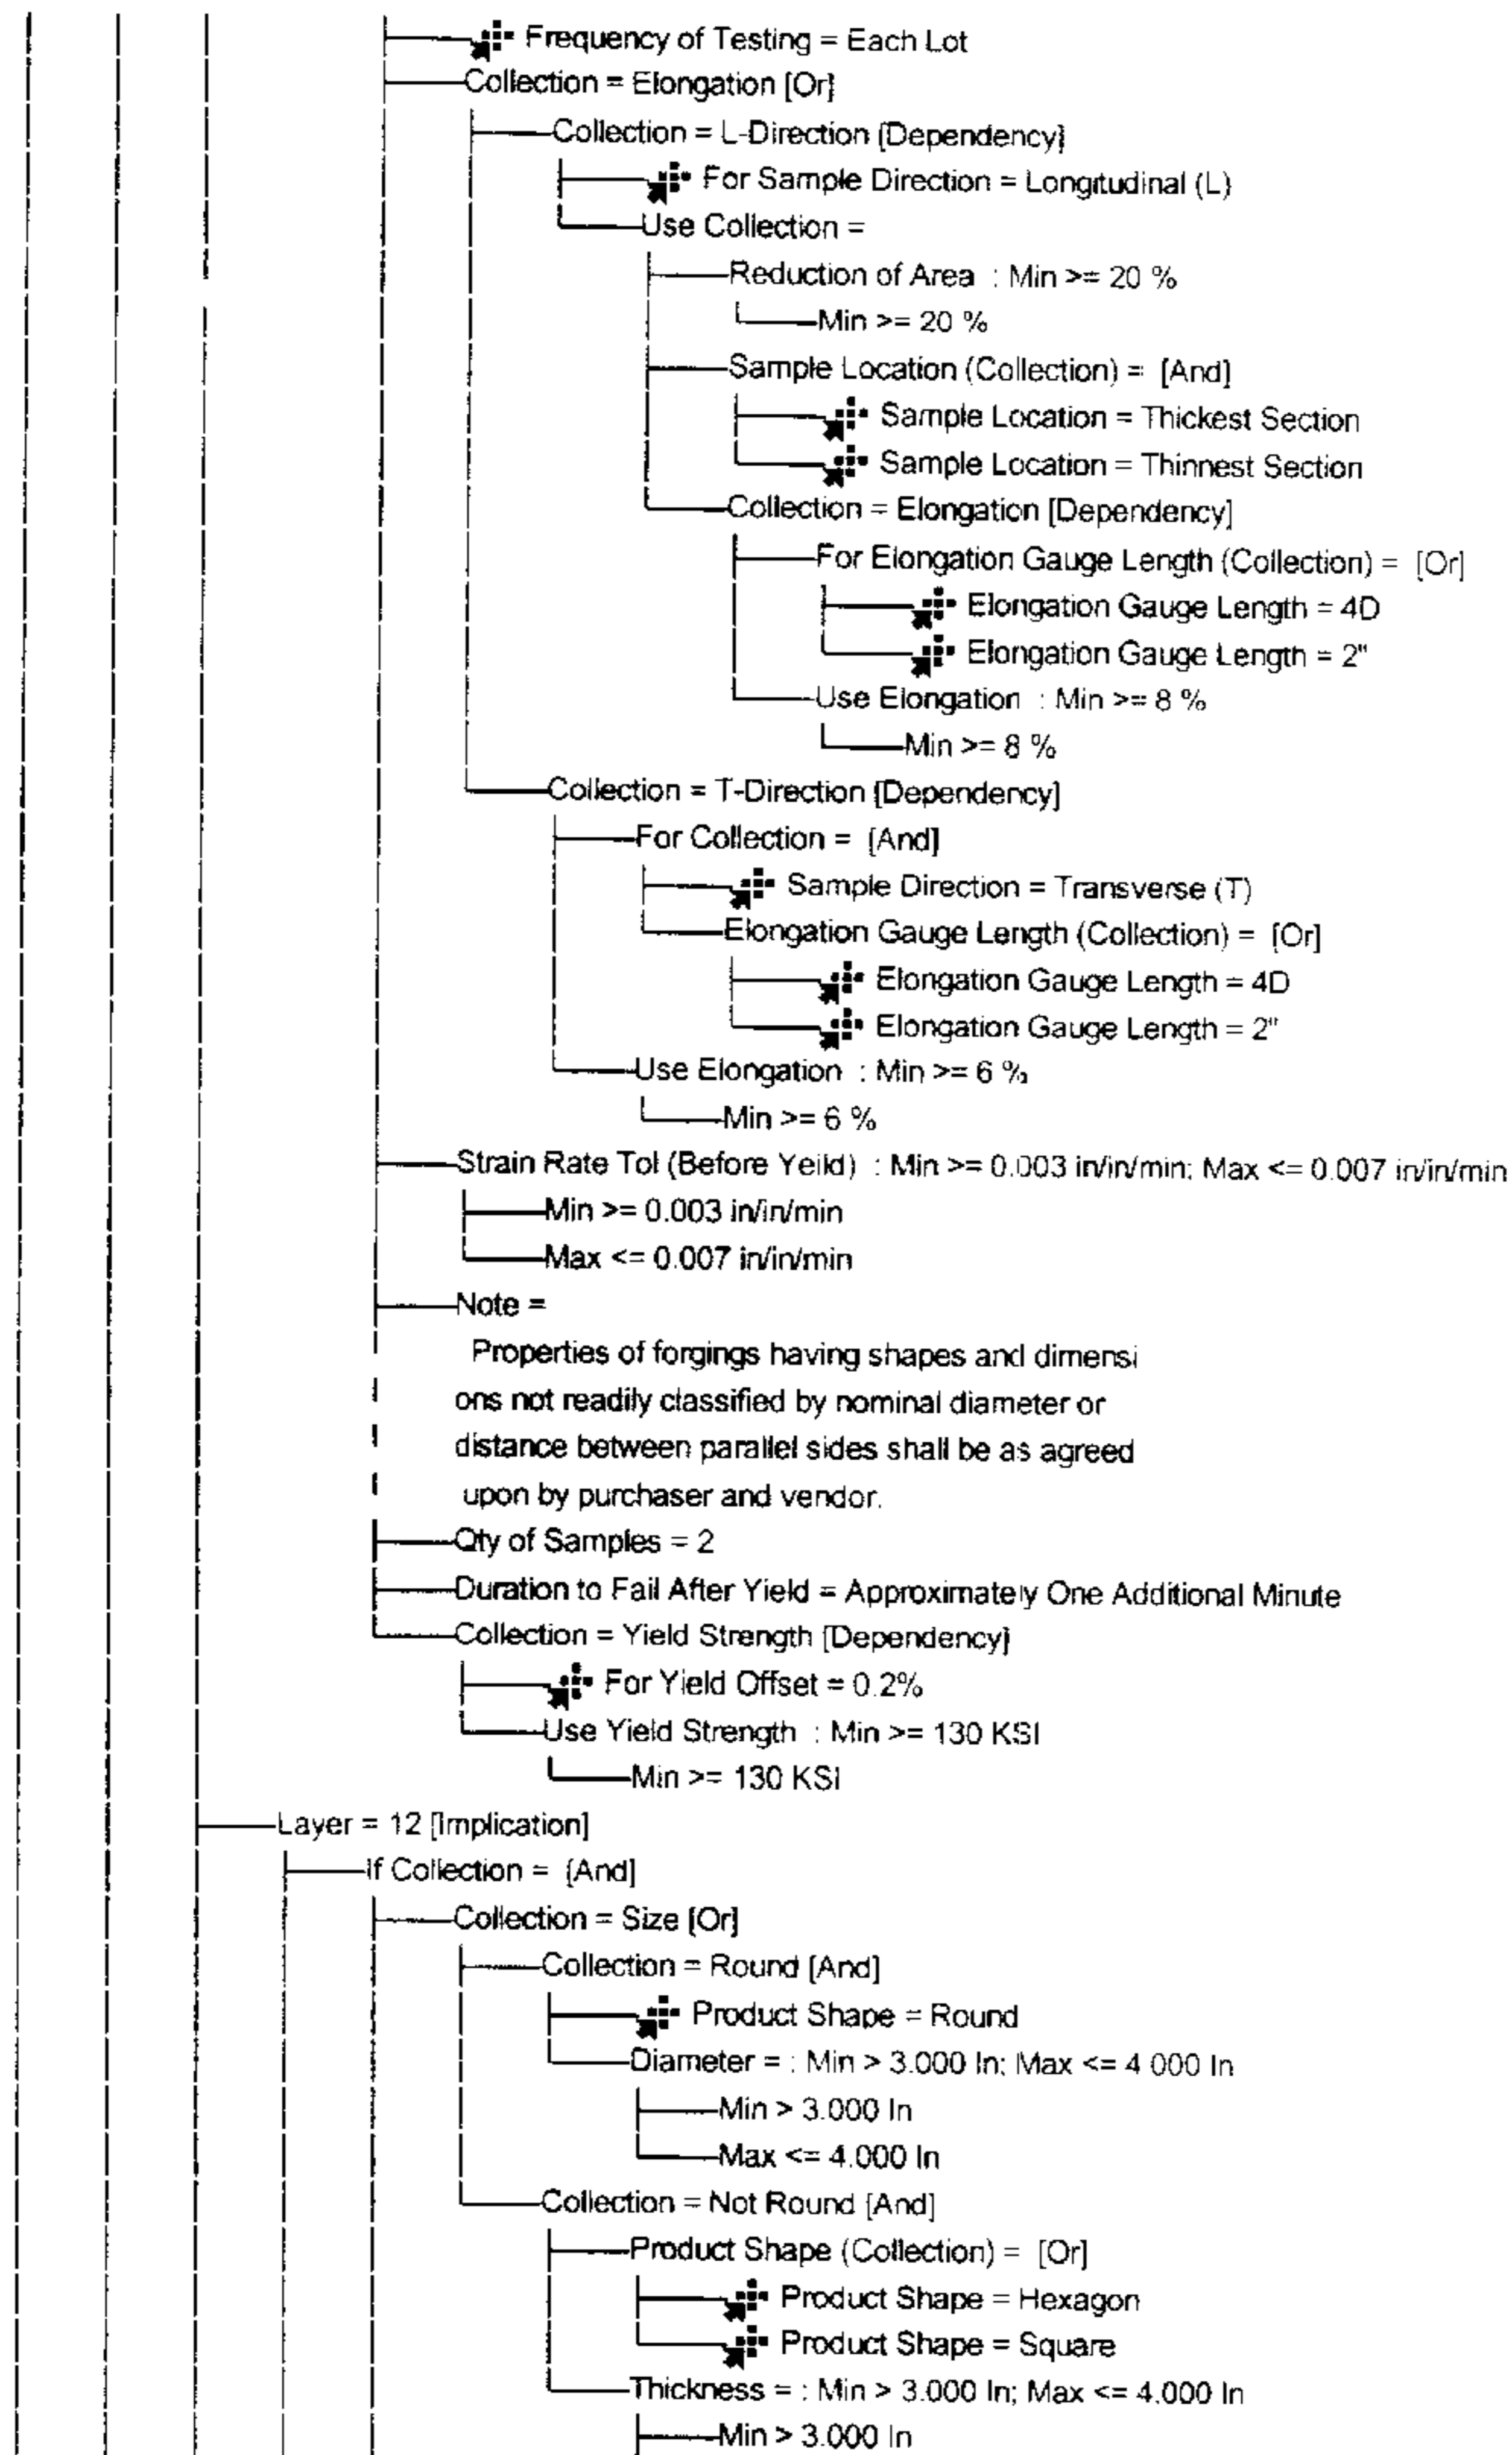 Frequency of Testing = Each Lot
Collection = Elongation [Or]
Collection = L-Direction [Dependency]
For Sample Direction = Longitudinal (L)
Use Collection =
Reduction of Area : Min >= 20 %
Min >= 20 %
Sample Location (Collection) = [And]
Sample Location = Thickest Section
Sample Location = Thinnest Section
Collection = Elongation [Dependency]
For Elongation Gauge Length (Collection) = [Or]
Elongation Gauge Length = 4D
Elongation Gauge Length = 2"
Use Elongation : Min >= 8 %
Min >= 8 %
Collection = T-Direction [Dependency]
For Collection = [And]
Sample Direction = Transverse (T)
Elongation Gauge Length (Collection) = [Or]
Elongation Gauge Length = 4D
Elongation Gauge Length = 2"
Use Elongation : Min >= 6 %
Min >= 6 %
Strain Rate Tol (Before Yeild) : Min >= 0.003 in/in/min; Max <= 0.007 in/in/min
Min >= 0.003 in/in/min
Max <= 0.007 in/in/min
Note =
Properties of forgings having shapes and dimensi
ons not readily classified by nominal diameter or
distance between parallel sides shall be as agreed
upon by purchaser and vendor.
Qty of Samples = 2
Duration to Fail After Yield = Approximately One Additional Minute
Collection = Yield Strength [Dependency]
For Yield Offset = 0.2%
Use Yield Strength : Min >= 130 KSI
Min >= 130 KSI
Layer = 12 [Implication]
If Collection = [And]
Collection = Size [Or]
Collection = Round [And]
Product Shape = Round
Diameter = : Min > 3.000 In; Max <= 4.000 In
Min > 3.000 In
Max <= 4.000 In
Collection = Not Round [And]
Product Shape (Collection) = [Or]
Product Shape = Hexagon
Product Shape = Square
Thickness = : Min > 3.000 In; Max <= 4.000 In
Min > 3.000 In